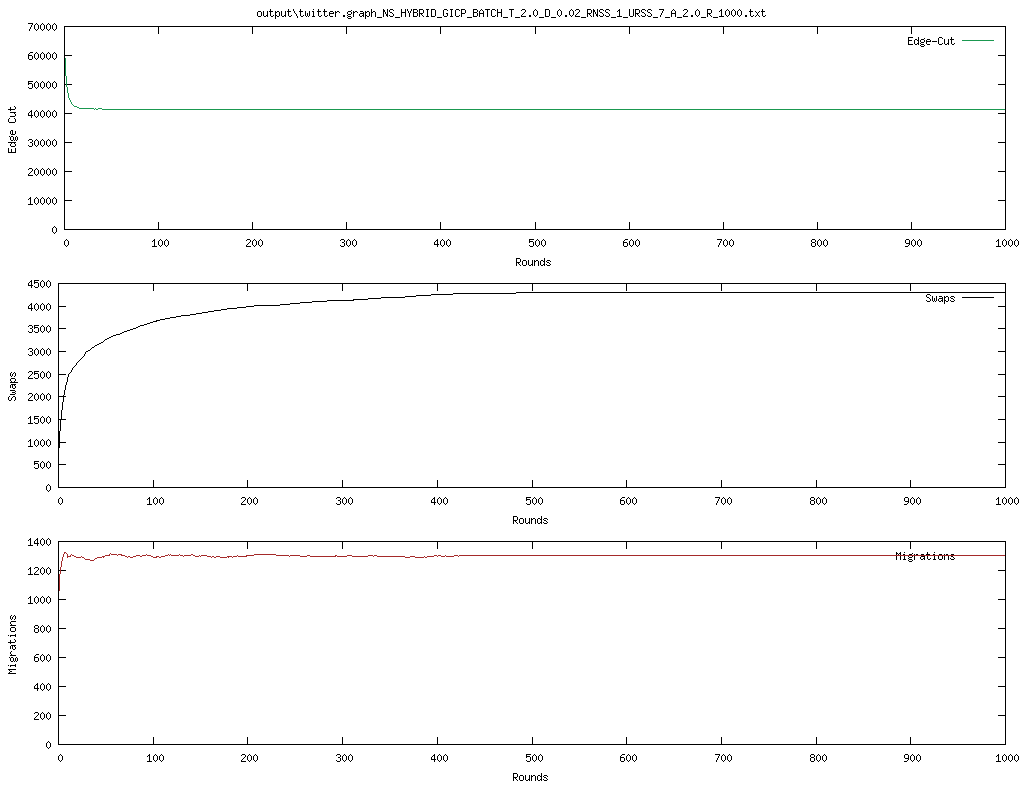 output\twitter.graph_NS_HYBRID_GICP_BATCH_T_2.0_D_0.02_RNSS_1_URSS_7_A_2.0_R_1000.txt
70000
60000
50000
40000
30000
20000
10000
0
Edge Cut
Edge-Cut
0 100 200 300 400 500 600 700 800 900 1000
Rounds
4500
4000
3500
3000
2500
2000
1500
1000
500
0
Swaps
Swaps
0 100 200 300 400 500 600 700 800 900 1000
Rounds
1400
1200
1000
800
600
400
200
0
Migrations
Migrations
0 100 200 300 400 500 600 700 800 900 1000
Rounds